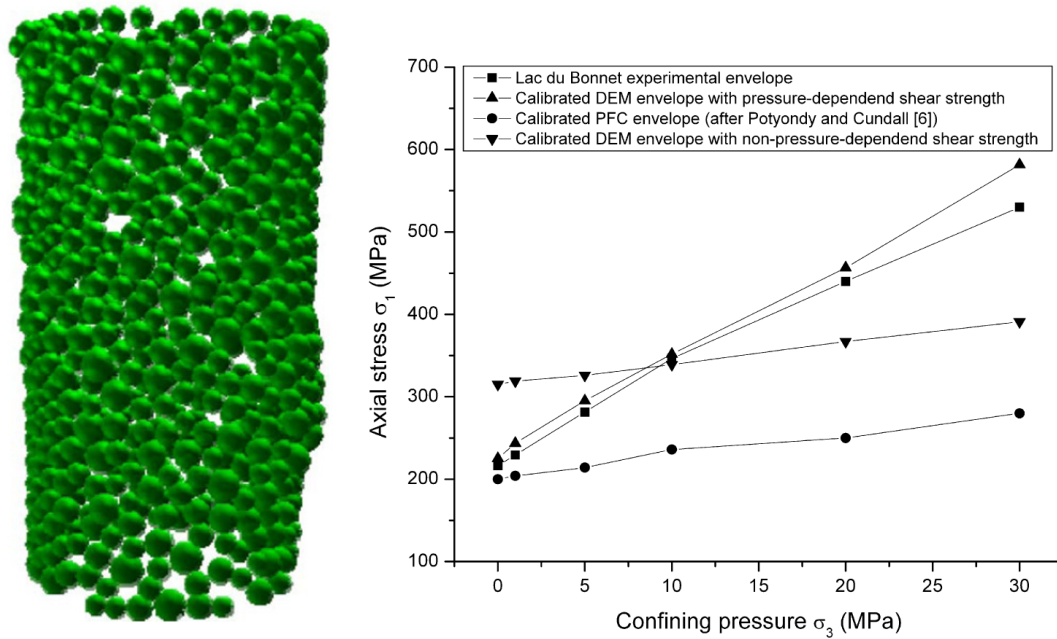 700
600
500
400
300
200
100
Axial stress σ1 (MPa)
Lac du Bonnet experimental envelope
Calibrated DEM envelope with pressure-dependend shear strength
Calibrated PFC envelope (after Potyondy and Cundall [6])
Calibrated DEM envelope with non-pressure-dependend shear strength
0 5 10 15 20 25 30
Confining pressure σ3 (MPa)